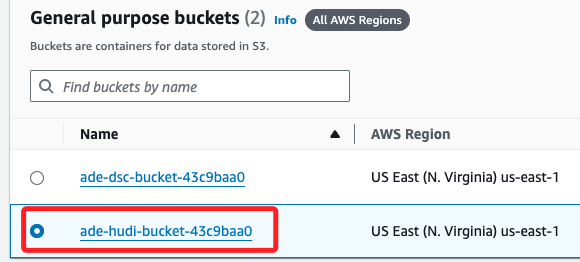 General purpose buckets (2) Info All AWS Regions
Buckets are containers for data stored in S3.
Find buckets by name
Name AWS Region
ade-dsc-bucket-43c9baa0 US East (N. Virginia) us-east-1
ade-hudi-bucket-43c9baa0 US East (N. Virginia) us-east-1